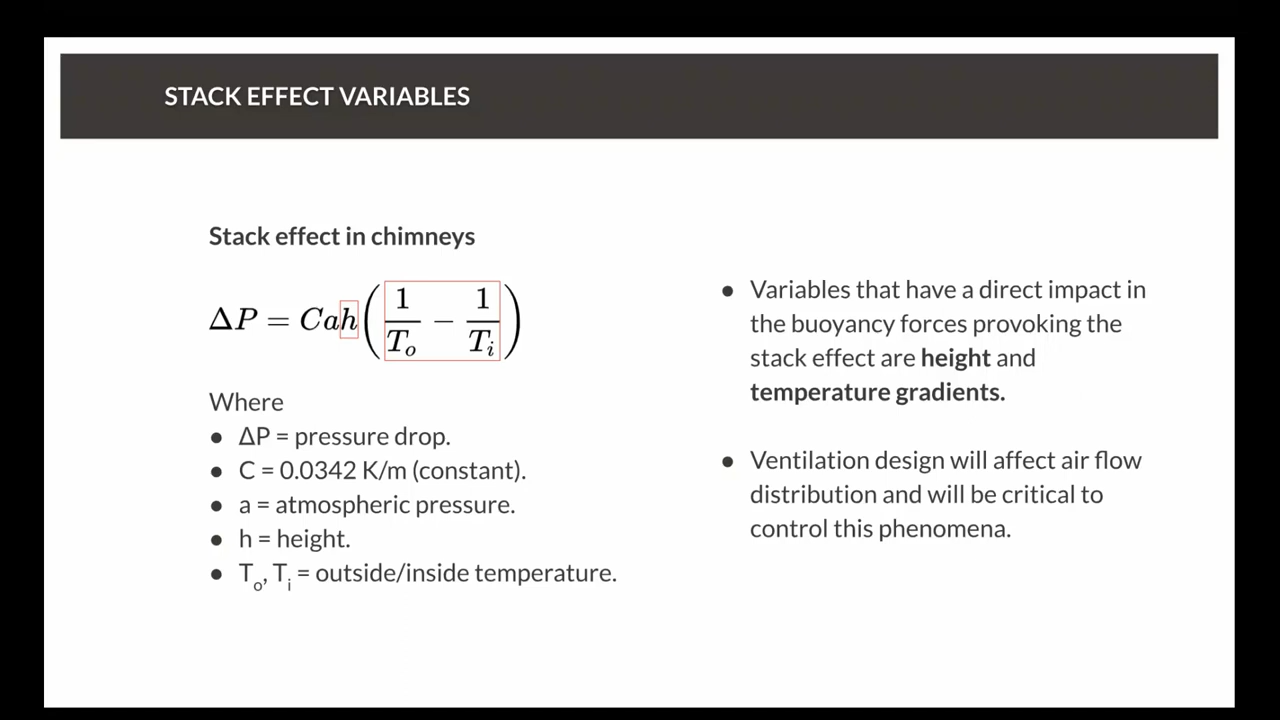 STACK EFFECT VARIABLES
Stack effect in chimneys
ΔP = Cah(1/T_o − 1/T_i)
Where
● ΔP = pressure drop.
● C = 0.0342 K/m (constant).
● a = atmospheric pressure.
● h = height.
● T_o, T_i = outside/inside temperature.
● Variables that have a direct impact in
the buoyancy forces provoking the
stack effect are height and
temperature gradients.
● Ventilation design will affect air flow
distribution and will be critical to
control this phenomena.